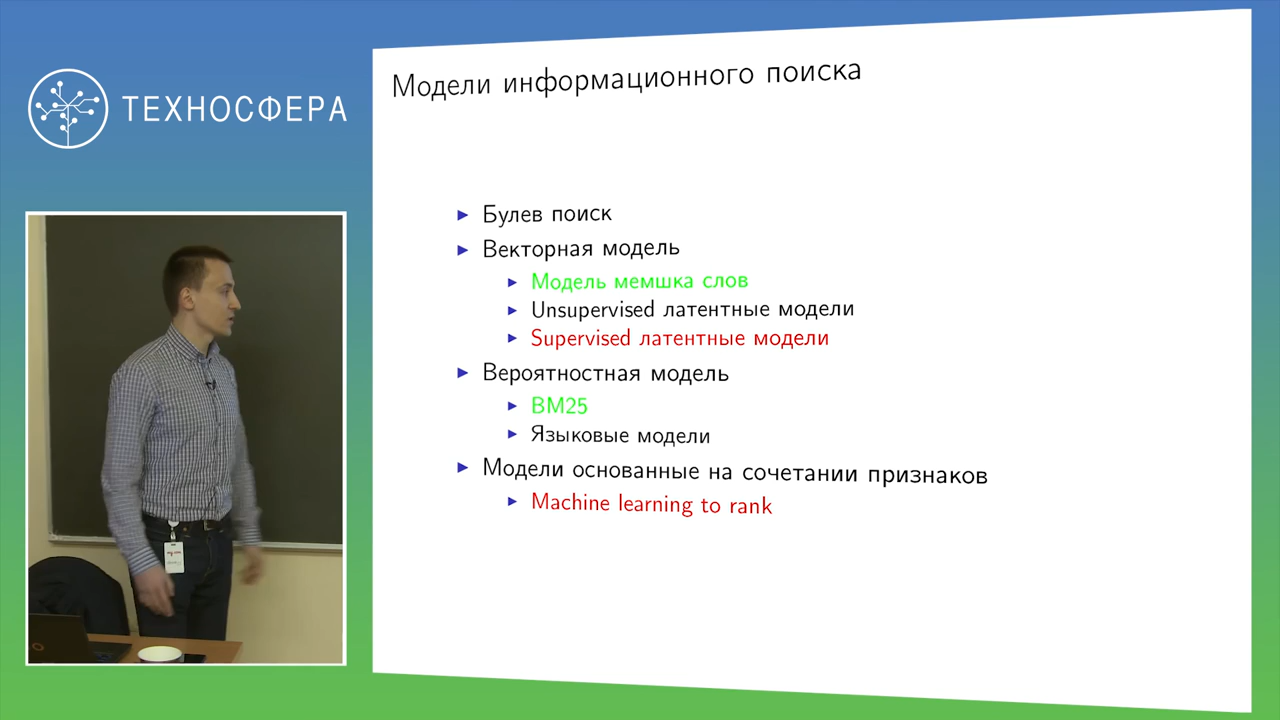 ТЕХНОСФЕРА
Модели информационного поиска
Булев поиск
Векторная модель
Модель мемшка слов
Unsupervised латентные модели
Supervised латентные модели
Вероятностная модель
BM25
Языковые модели
Модели основанные на сочетании признаков
Machine learning to rank